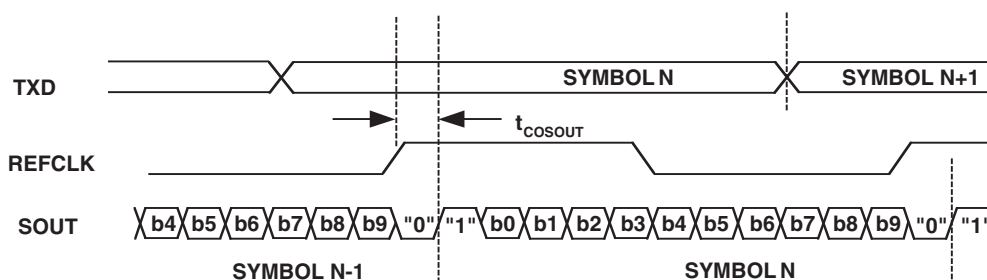 TXD SYMBOL N SYMBOL N+1
tCOSOUT
REFCLK
SOUT b4 b5 b6 b7 b8 b9 "0" "1" b0 b1 b2 b3 b4 b5 b6 b7 b8 b9 "0" "1"
SYMBOL N-1 SYMBOL N